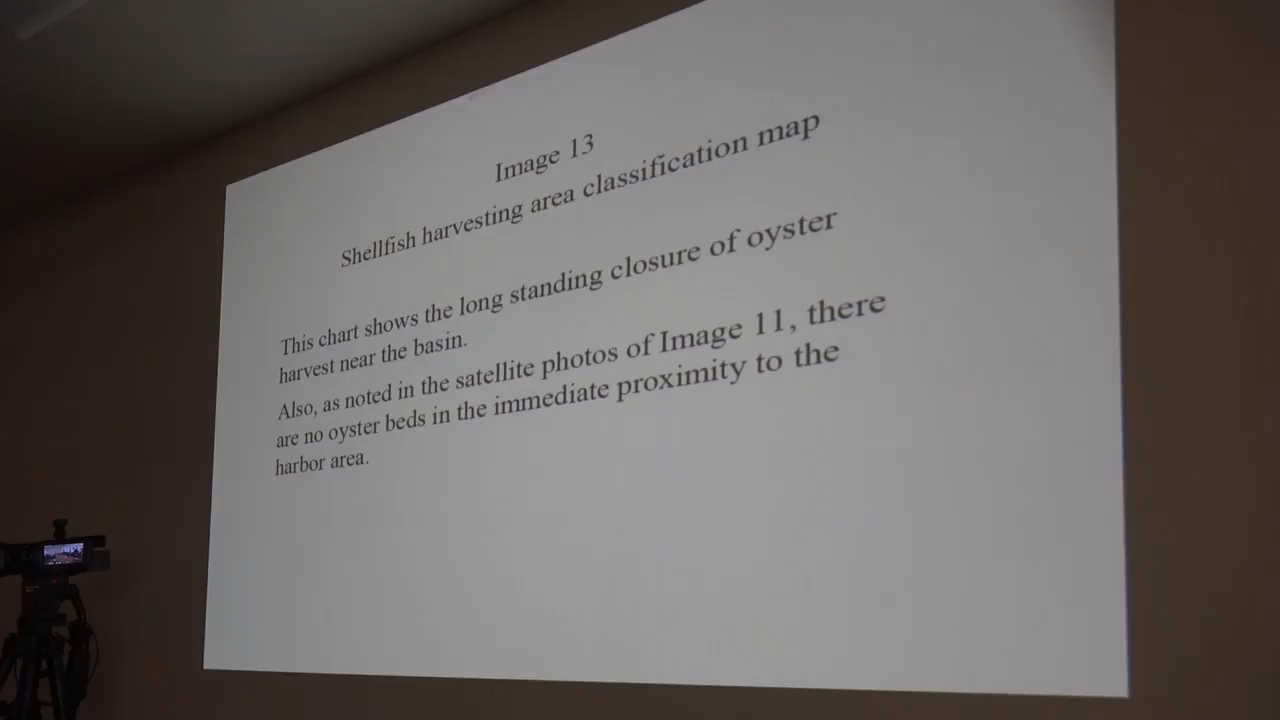 Image 13
Shellfish harvesting area classification map
This chart shows the long standing closure of oyster
harvest near the basin.
Also, as noted in the satellite photos of Image 11, there
are no oyster beds in the immediate proximity to the
harbor area.